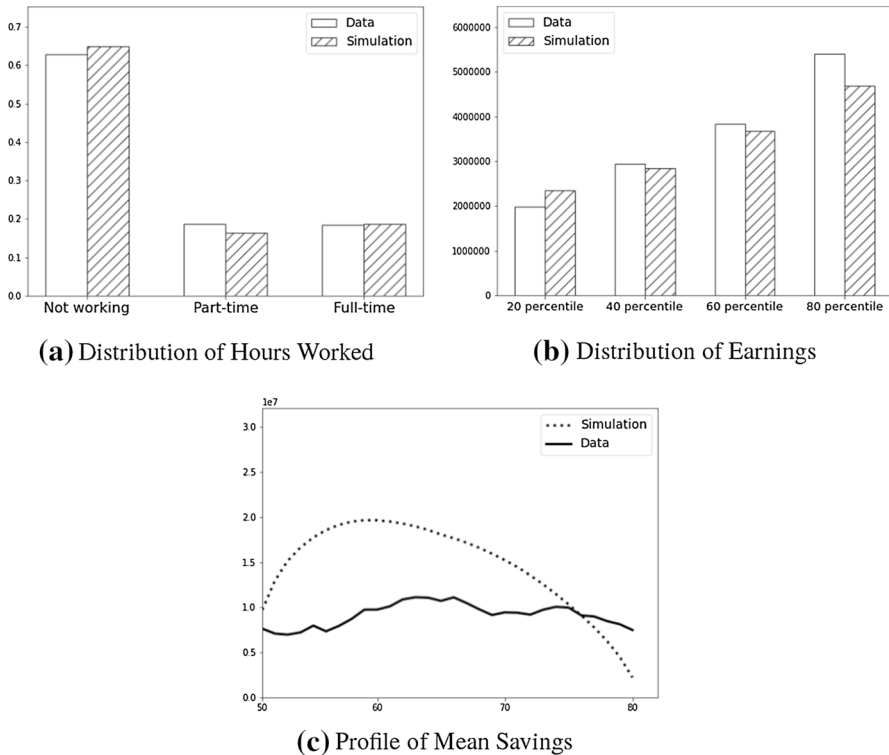 0.7
0.6
0.5
0.4
0.3
0.2
0.1
0.0
Data
Simulation
Not working Part-time Full-time
(a) Distribution of Hours Worked
6000000
5000000
4000000
3000000
2000000
1000000
0
Data
Simulation
20 percentile 40 percentile 60 percentile 80 percentile
(b) Distribution of Earnings
1e7
3.0
2.5
2.0
1.5
1.0
0.5
0.0
Simulation
Data
50 60 70 80
(c) Profile of Mean Savings